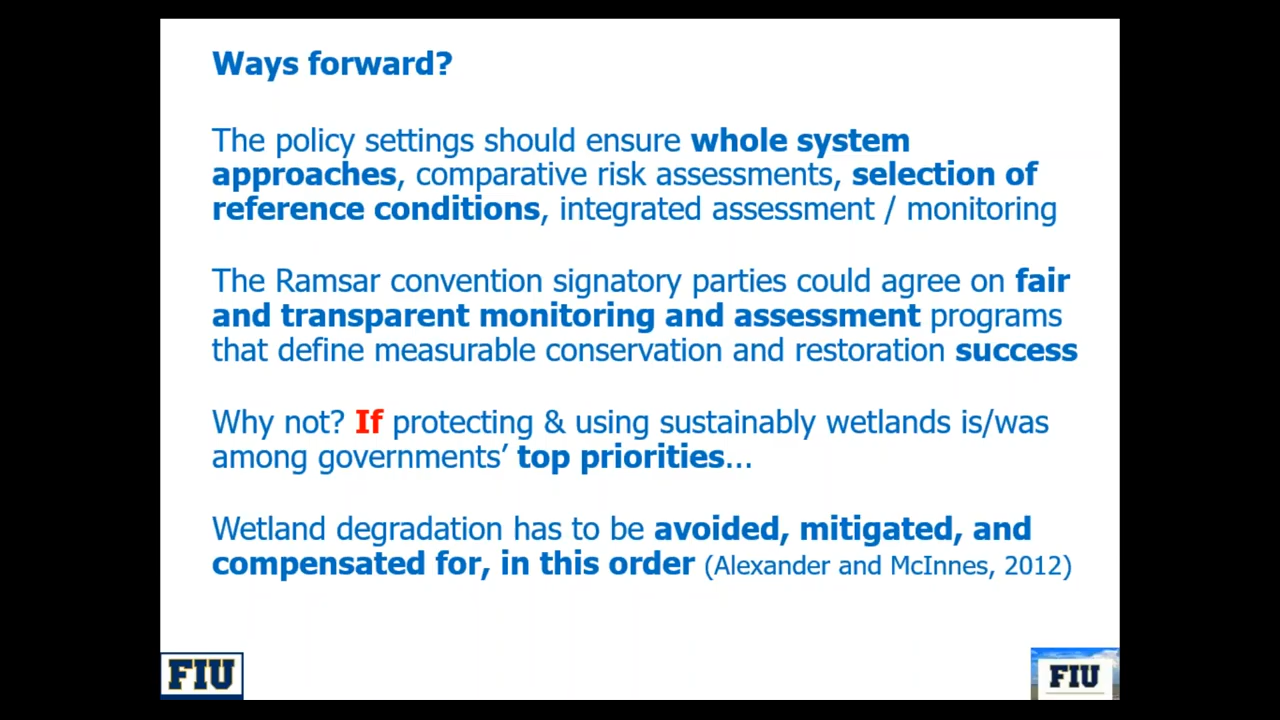 Ways forward?
The policy settings should ensure whole system
approaches, comparative risk assessments, selection of
reference conditions, integrated assessment / monitoring
The Ramsar convention signatory parties could agree on fair
and transparent monitoring and assessment programs
that define measurable conservation and restoration success
Why not? If protecting & using sustainably wetlands is/was
among governments’ top priorities...
Wetland degradation has to be avoided, mitigated, and
compensated for, in this order (Alexander and McInnes, 2012)
FIU
FIU